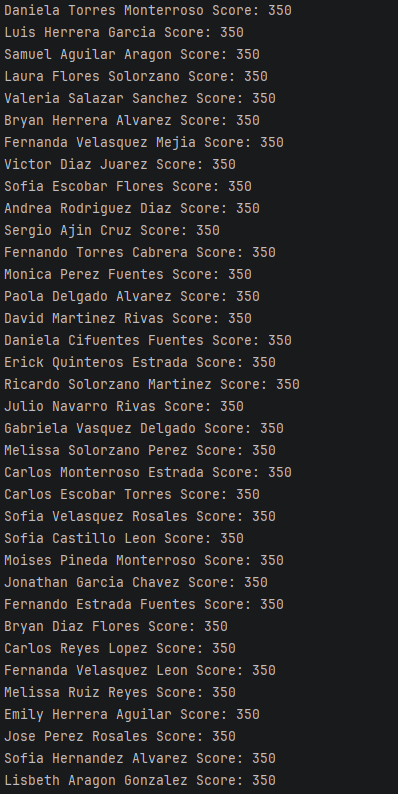 Daniela Torres Monterroso Score: 350
Luis Herrera Garcia Score: 350
Samuel Aguilar Aragon Score: 350
Laura Flores Solorzano Score: 350
Valeria Salazar Sanchez Score: 350
Bryan Herrera Alvarez Score: 350
Fernanda Velasquez Mejia Score: 350
Victor Diaz Juarez Score: 350
Sofia Escobar Flores Score: 350
Andrea Rodriguez Diaz Score: 350
Sergio Ajin Cruz Score: 350
Fernando Torres Cabrera Score: 350
Monica Perez Fuentes Score: 350
Paola Delgado Alvarez Score: 350
David Martinez Rivas Score: 350
Daniela Cifuentes Fuentes Score: 350
Erick Quinteros Estrada Score: 350
Ricardo Solorzano Martinez Score: 350
Julio Navarro Rivas Score: 350
Gabriela Vasquez Delgado Score: 350
Melissa Solorzano Perez Score: 350
Carlos Monterroso Estrada Score: 350
Carlos Escobar Torres Score: 350
Sofia Velasquez Rosales Score: 350
Sofia Castillo Leon Score: 350
Moises Pineda Monterroso Score: 350
Jonathan Garcia Chavez Score: 350
Fernando Estrada Fuentes Score: 350
Bryan Diaz Flores Score: 350
Carlos Reyes Lopez Score: 350
Fernanda Velasquez Leon Score: 350
Melissa Ruiz Reyes Score: 350
Emily Herrera Aguilar Score: 350
Jose Perez Rosales Score: 350
Sofia Hernandez Alvarez Score: 350
Lisbeth Aragon Gonzalez Score: 350